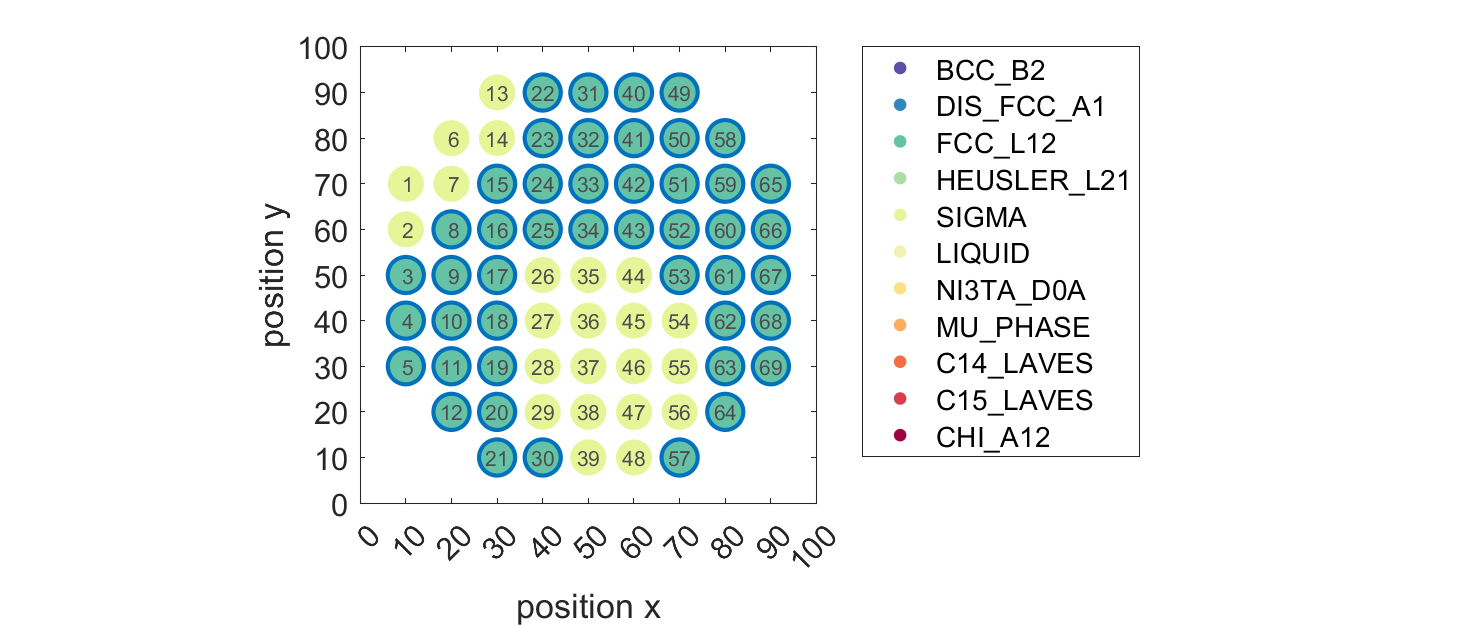 100
90
80
70
60
50
40
30
20
10
0
position y
13 22 31 40 49
6 14 23 32 41 50 58
1 7 15 24 33 42 51 59 65
2 8 16 25 34 43 52 60 66
3 9 17 26 35 44 53 61 67
4 10 18 27 36 45 54 62 68
5 11 19 28 37 46 55 63 69
12 20 29 38 47 56 64
21 30 39 48 57
0 10 20 30 40 50 60 70 80 90 100
position x
BCC_B2
DIS_FCC_A1
FCC_L12
HEUSLER_L21
SIGMA
LIQUID
NI3TA_D0A
MU_PHASE
C14_LAVES
C15_LAVES
CHI_A12